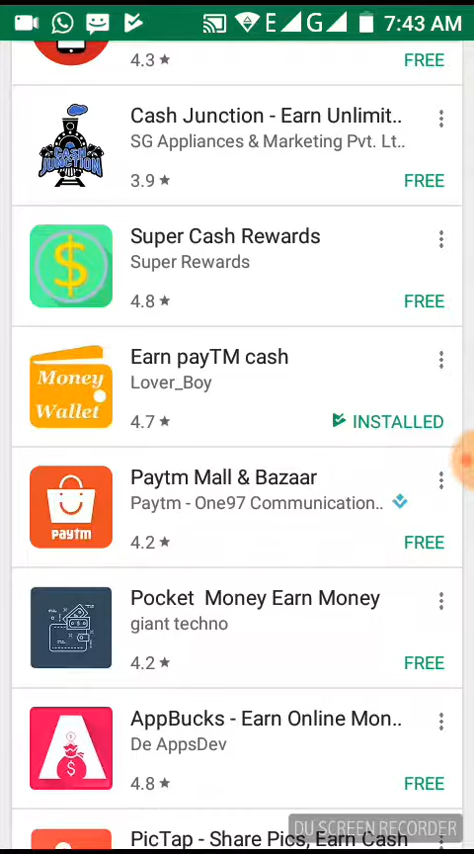 E G 7:43 AM
4.3 ★ FREE
Cash Junction - Earn Unlimit..
SG Appliances & Marketing Pvt. Lt..
CASH JUNCTION
3.9 ★ FREE
Super Cash Rewards
Super Rewards
$
4.8 ★ FREE
Earn payTM cash
Lover_Boy
Money
Wallet
4.7 ★ INSTALLED
Paytm Mall & Bazaar
Paytm - One97 Communication..
paytm
4.2 ★ FREE
Pocket Money Earn Money
giant techno
4.2 ★ FREE
AppBucks - Earn Online Mon..
De AppsDev
$
4.8 ★ FREE
DU SCREEN RECORDER
PicTap - Share Pics, Earn Cash